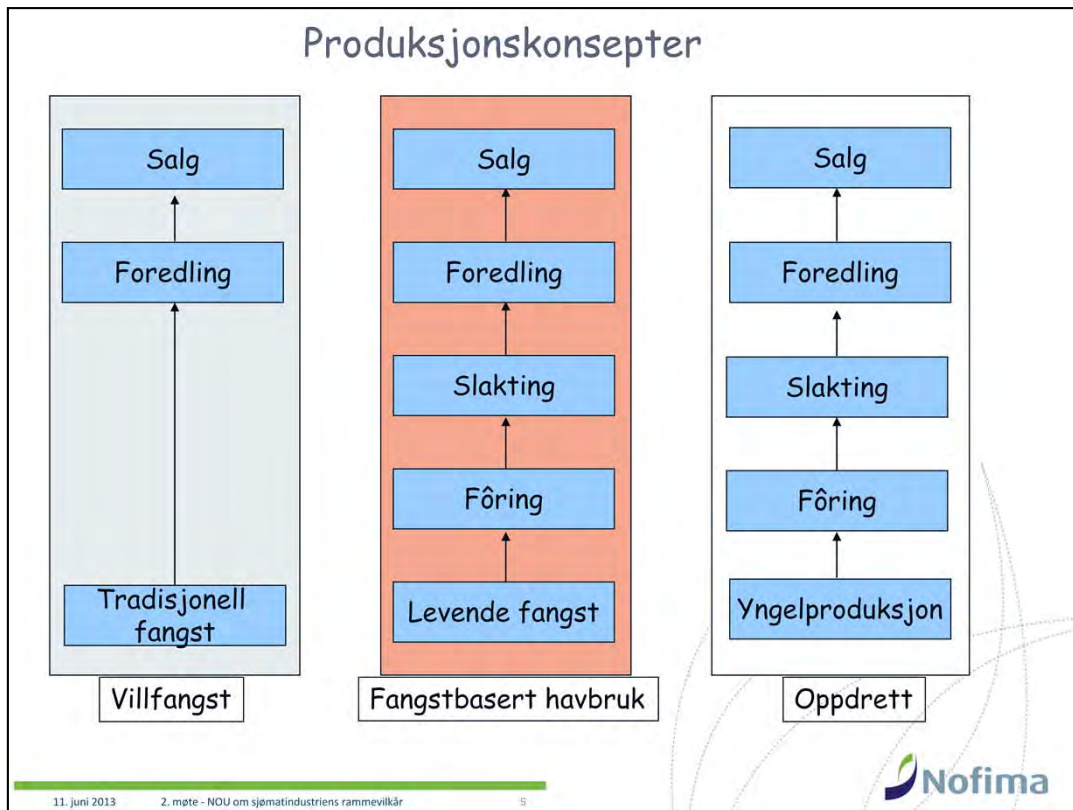 Produksjonskonsepter
Salg
Foredling
Tradisjonell
fangst
Villfangst
Salg
Foredling
Slakting
Fôring
Levende fangst
Fangstbasert havbruk
Salg
Foredling
Slakting
Fôring
Yngelproduksjon
Oppdrett
11. juni 2013 2. møte - NOU om sjømatindustriens rammevilkår 5
Nofima